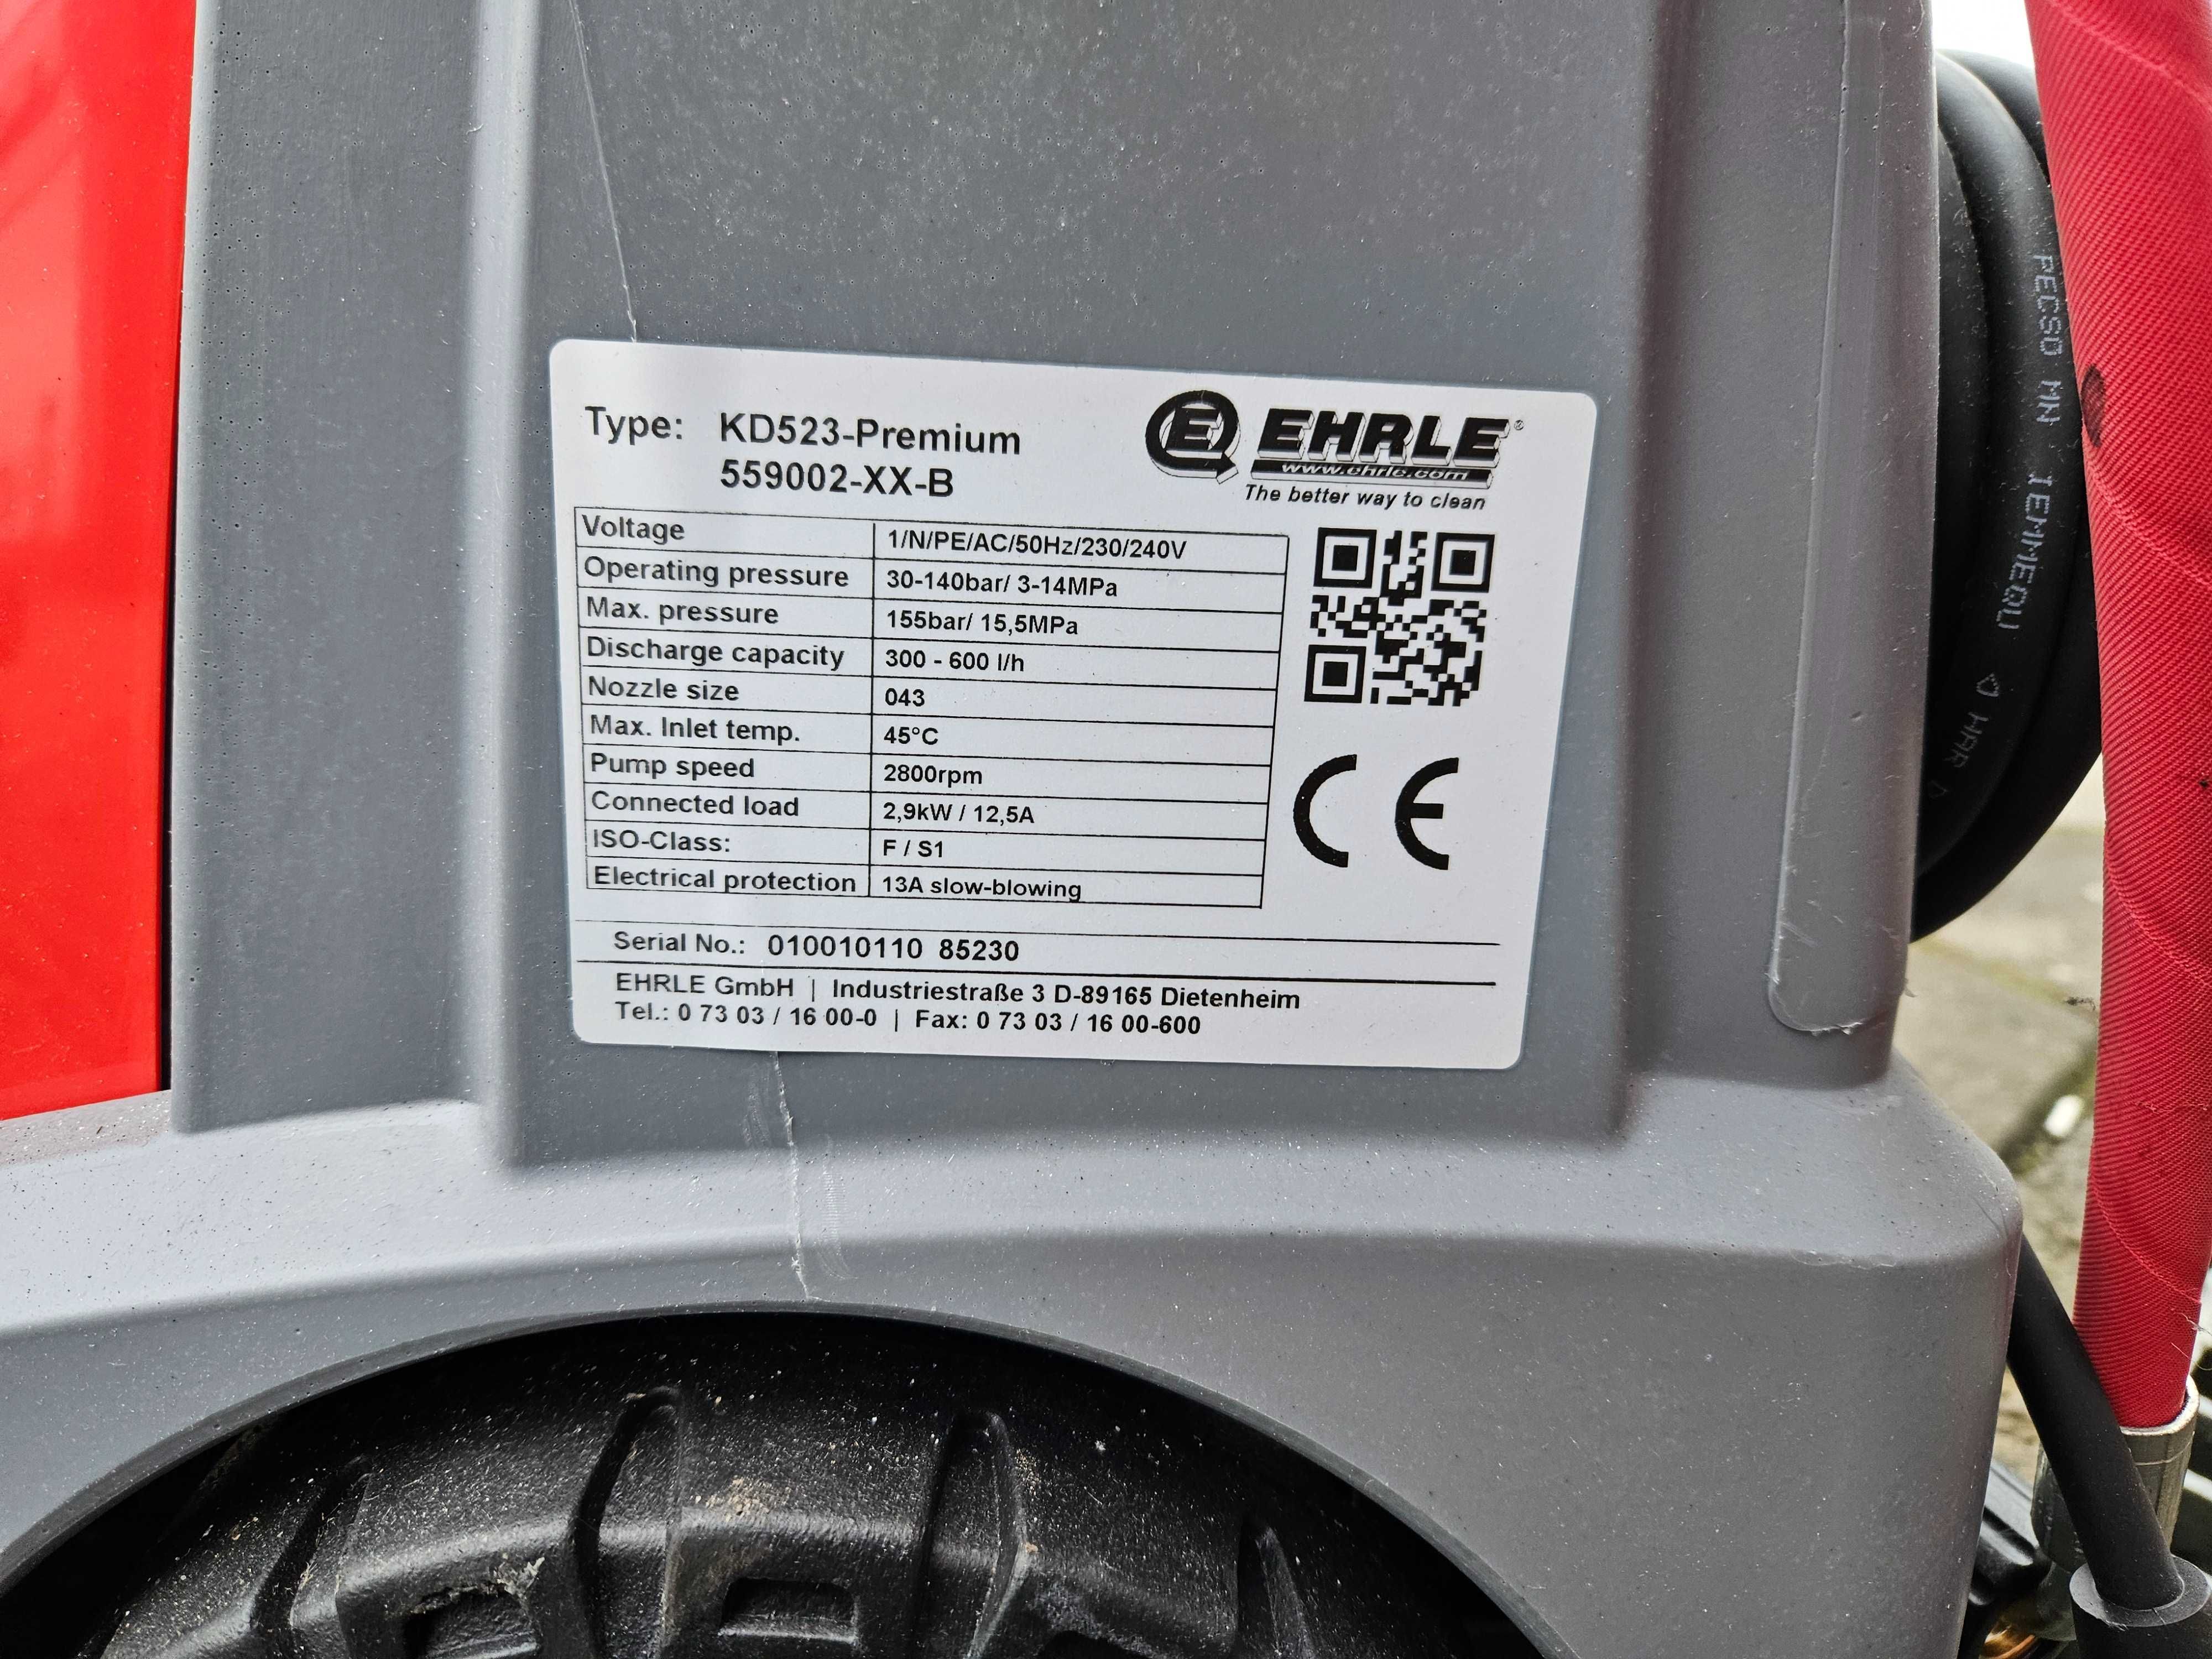 Type: KD523-Premium
559002-XX-B
E EHRLE®
www.ehrle.com
The better way to clean
Voltage 1/N/PE/AC/50Hz/230/240V
Operating pressure 30-140bar/ 3-14MPa
Max. pressure 155bar/ 15,5MPa
Discharge capacity 300 - 600 l/h
Nozzle size 043
Max. Inlet temp. 45°C
Pump speed 2800rpm
Connected load 2,9kW / 12,5A
ISO-Class: F / S1
Electrical protection 13A slow-blowing
CE
Serial No.: 010010110 85230
EHRLE GmbH | Industriestraße 3 D-89165 Dietenheim
Tel.: 0 73 03 / 16 00-0 | Fax: 0 73 03 / 16 00-600
HAR